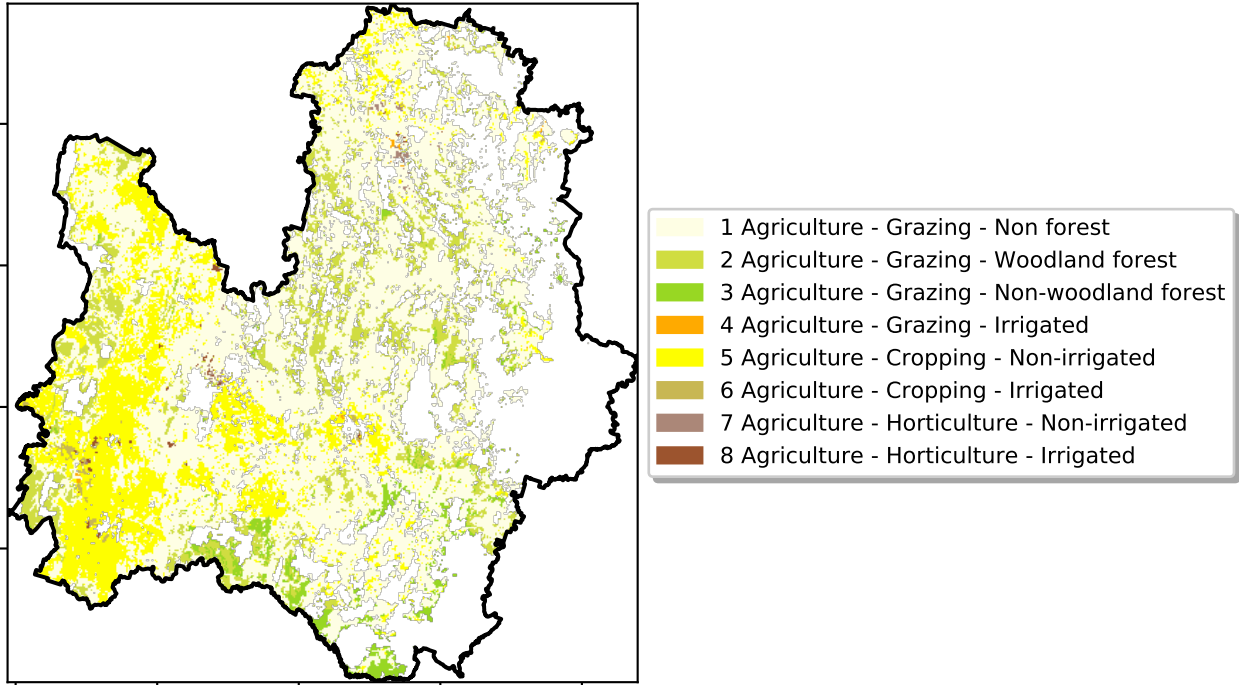 1 Agriculture - Grazing - Non forest
2 Agriculture - Grazing - Woodland forest
3 Agriculture - Grazing - Non-woodland forest
4 Agriculture - Grazing - Irrigated
5 Agriculture - Cropping - Non-irrigated
6 Agriculture - Cropping - Irrigated
7 Agriculture - Horticulture - Non-irrigated
8 Agriculture - Horticulture - Irrigated